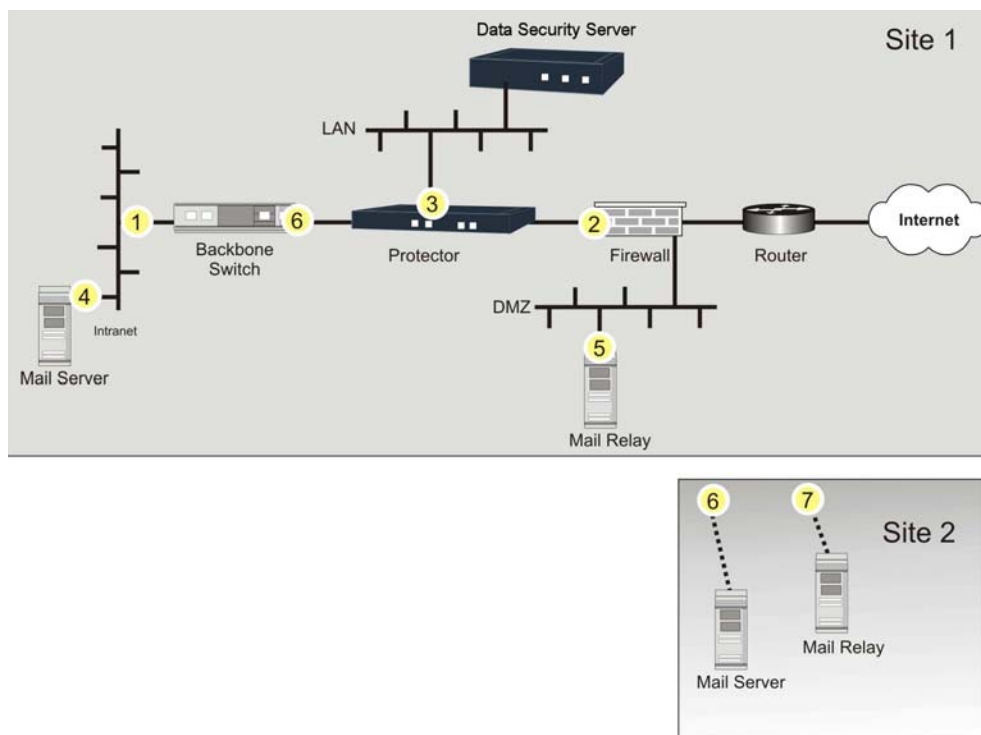 Data Security Server
Site 1
LAN
1
6
3
2
Internet
Backbone
Switch
Protector
Firewall
Router
4
Intranet
DMZ
Mail Server
5
Mail Relay
6
7
Site 2
Mail Relay
Mail Server